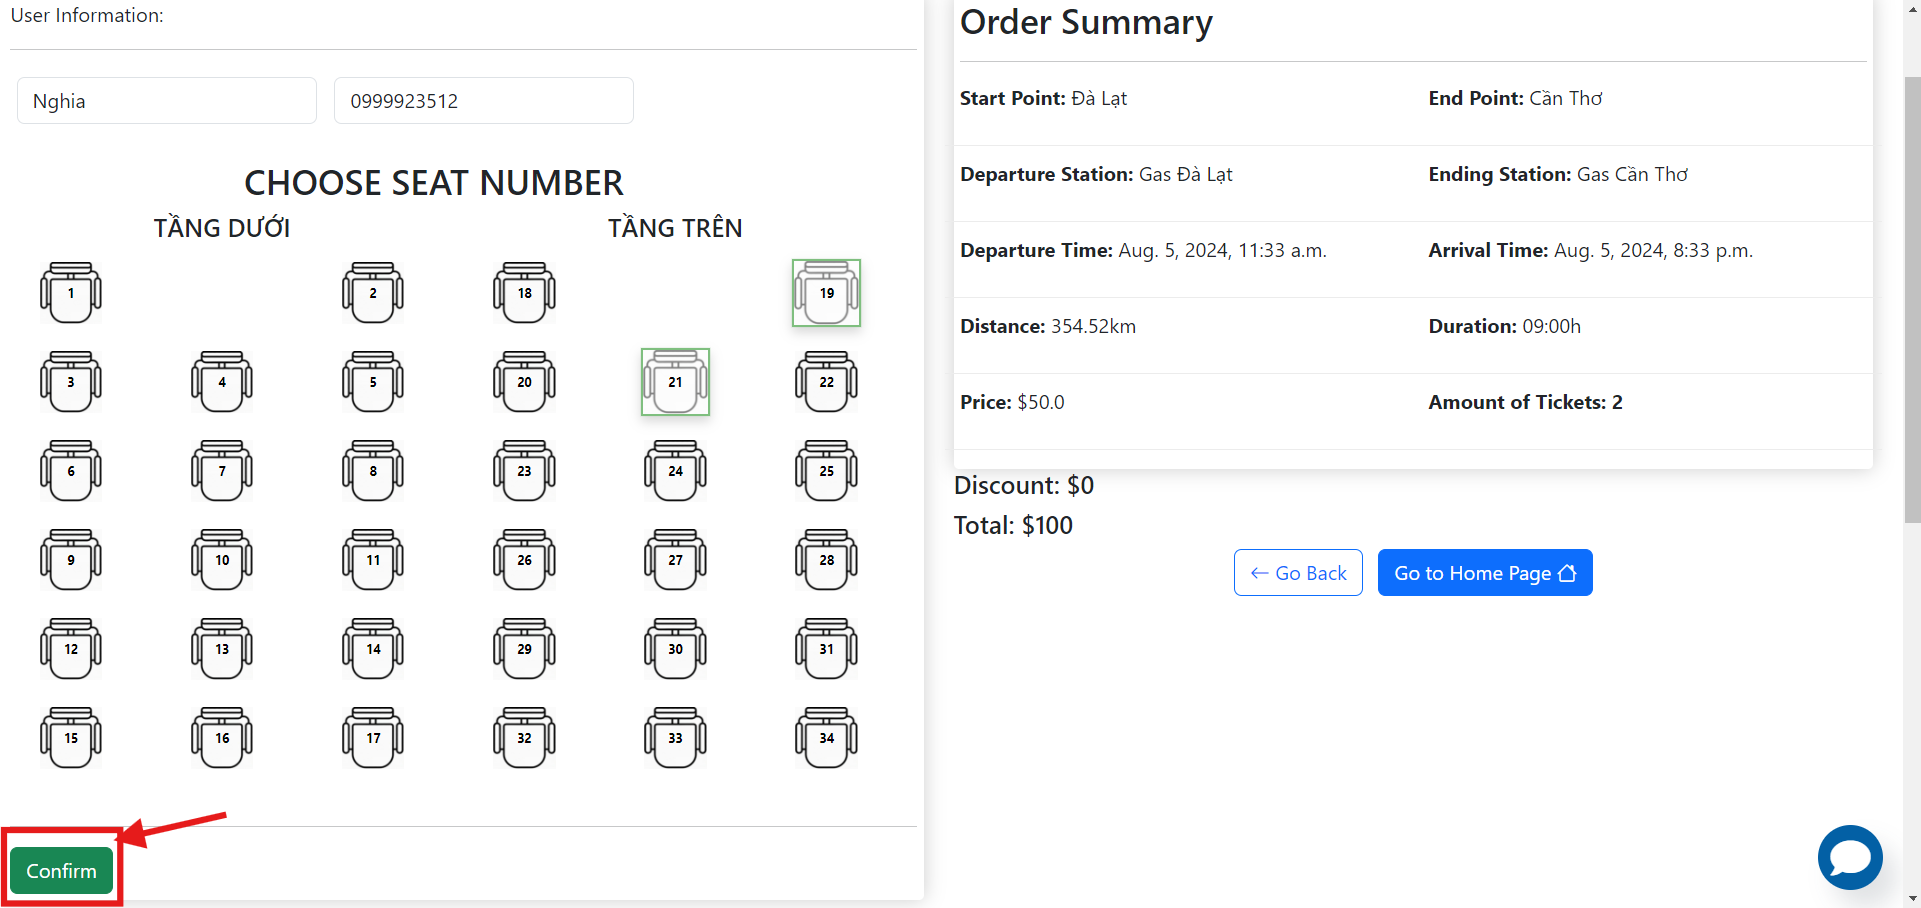 User Information:
Nghia
0999923512
CHOOSE SEAT NUMBER
TẦNG DƯỚI
TẦNG TRÊN
1 2 18 19
3 4 5 20 21 22
6 7 8 23 24 25
9 10 11 26 27 28
12 13 14 29 30 31
15 16 17 32 33 34
Confirm
Order Summary
Start Point: Đà Lạt
End Point: Cần Thơ
Departure Station: Gas Đà Lạt
Ending Station: Gas Cần Thơ
Departure Time: Aug. 5, 2024, 11:33 a.m.
Arrival Time: Aug. 5, 2024, 8:33 p.m.
Distance: 354.52km
Duration: 09:00h
Price: $50.0
Amount of Tickets: 2
Discount: $0
Total: $100
← Go Back
Go to Home Page